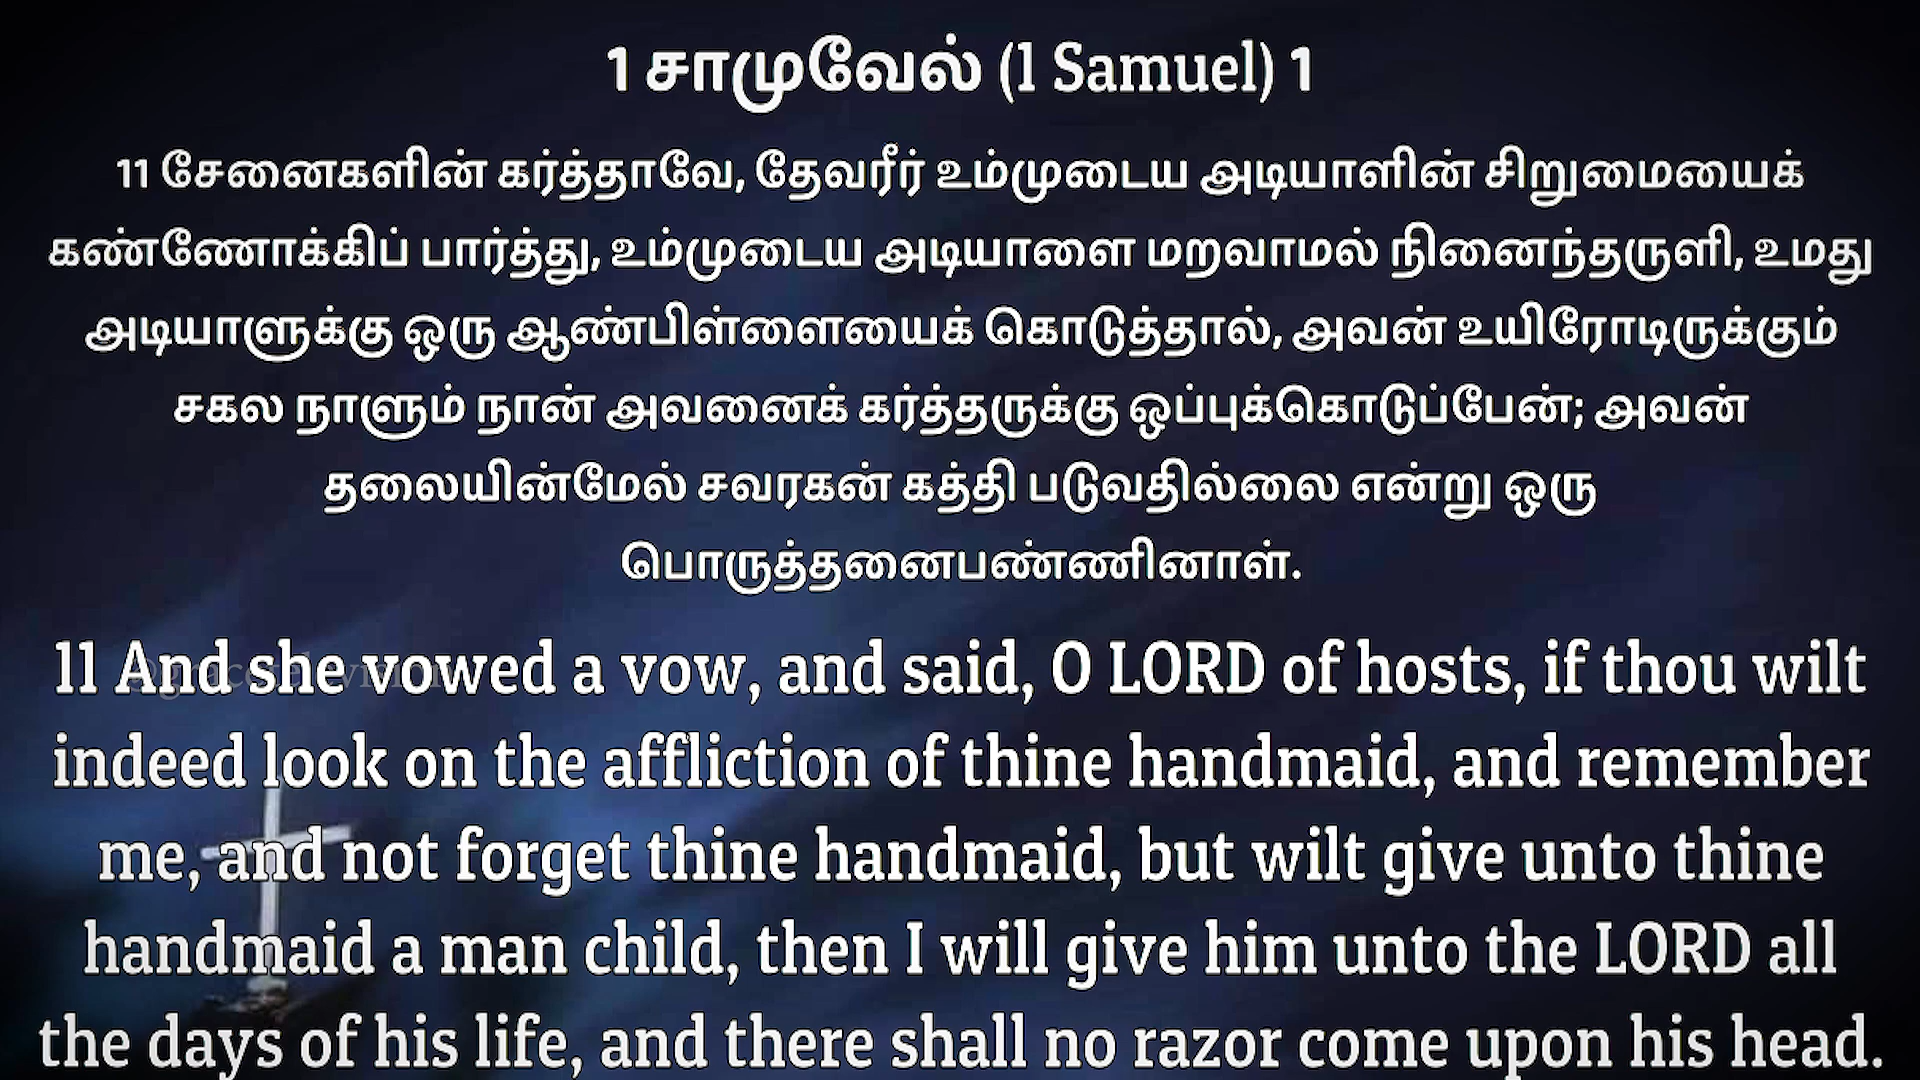 1 சாமுவேல் (1 Samuel) 1
11 சேனைகளின் கர்த்தாவே, தேவரீர் உம்முடைய அடியாளின் சிறுமையைக்
கண்ணோக்கிப் பார்த்து, உம்முடைய அடியாளை மறவாமல் நினைந்தருளி, உமது
அடியாளுக்கு ஒரு ஆண்பிள்ளையைக் கொடுத்தால், அவன் உயிரோடிருக்கும்
சகல நாளும் நான் அவனைக் கர்த்தருக்கு ஒப்புக்கொடுப்பேன்; அவன்
தலையின்மேல் சவரகன் கத்தி படுவதில்லை என்று ஒரு
பொருத்தனைபண்ணினாள்.
11 And she vowed a vow, and said, O LORD of hosts, if thou wilt
indeed look on the affliction of thine handmaid, and remember
me, and not forget thine handmaid, but wilt give unto thine
handmaid a man child, then I will give him unto the LORD all
the days of his life, and there shall no razor come upon his head.